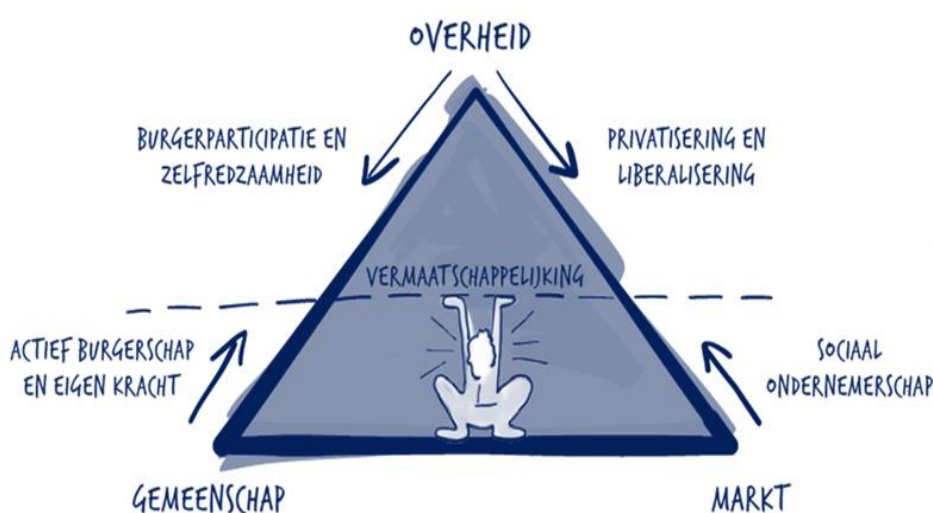 OVERHEID
BURGERPARTICIPATIE EN
ZELFREDZAAMHEID
PRIVATISERING EN
LIBERALISERING
VERMAATSCHAPPELIJKING
ACTIEF BURGERSCHAP
EN EIGEN KRACHT
SOCIAAL
ONDERNEMERSCHAP
GEMEENSCHAP
MARKT